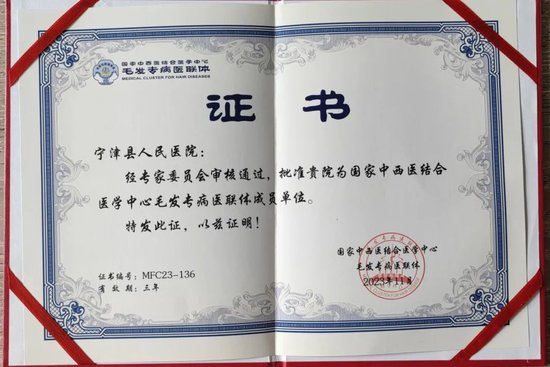 国家中西医结合医学中心
毛发专病医联体
MEDICAL CLUSTER FOR HAIR DISEASES
证书
宁津县人民医院：
经专家委员会审核通过，批准贵院为国家中西医结合
医学中心毛发专病医联体成员单位。
特发此证，以兹证明！
国家中西医结合医学中心
毛发专病医联体
2023年11月
证书编号：MFC23-136
有效期：三年